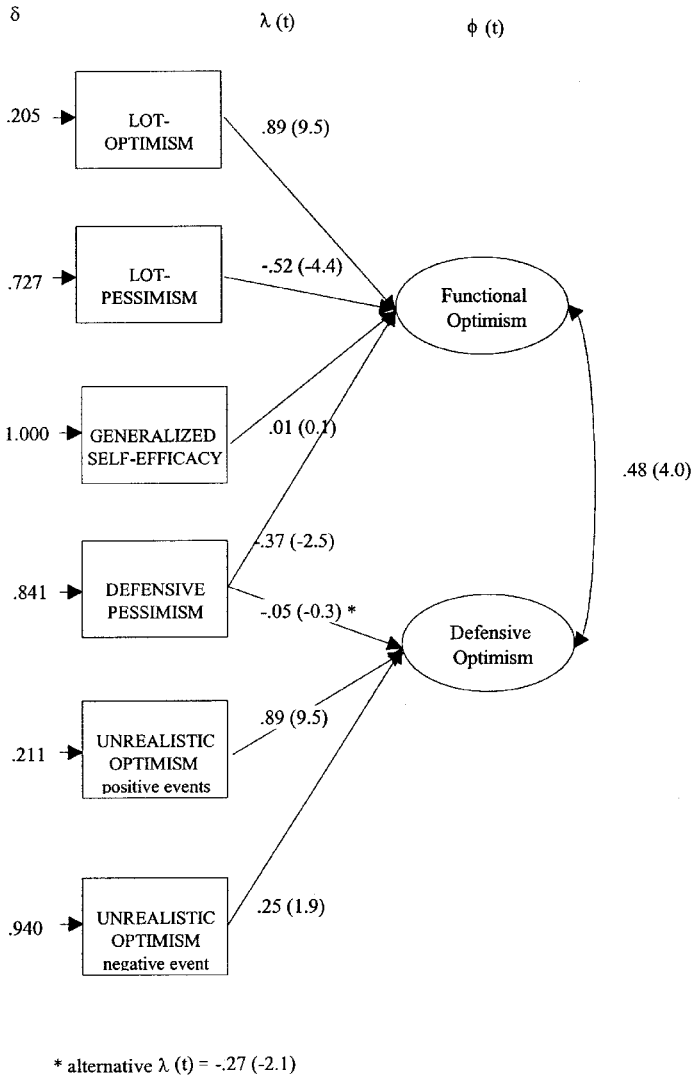 δ λ (t) φ (t)
.205
LOT-
OPTIMISM
.89 (9.5)
.727
LOT-
PESSIMISM
-.52 (-4.4)
Functional
Optimism
1.000
GENERALIZED
SELF-EFFICACY
.01 (0.1)
.48 (4.0)
-.37 (-2.5)
.841
DEFENSIVE
PESSIMISM
-.05 (-0.3) *
Defensive
Optimism
.89 (9.5)
.211
UNREALISTIC
OPTIMISM
positive events
.25 (1.9)
.940
UNREALISTIC
OPTIMISM
negative event
* alternative λ (t) = -.27 (-2.1)